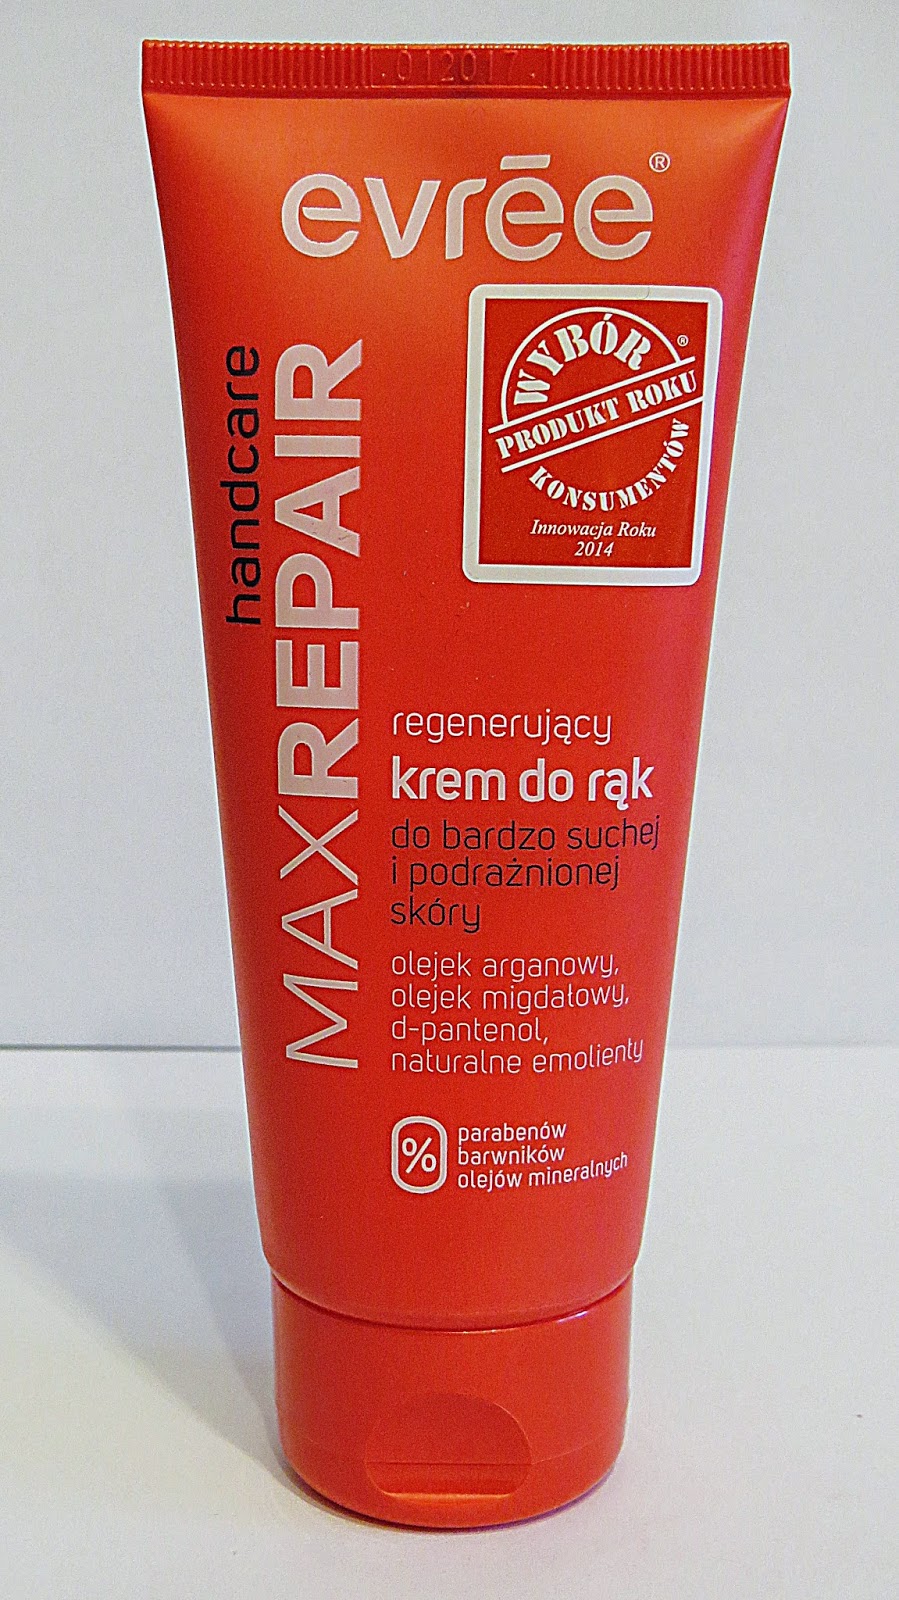 .012017.
evrēe®
handcare
MAXREPAIR
WYBÓR®
PRODUKT ROKU
KONSUMENTÓW
Innowacja Roku
2014
regenerujący
krem do rąk
do bardzo suchej
i podrażnionej
skóry
olejek arganowy,
olejek migdałowy,
d-pantenol,
naturalne emolienty
%
parabenów
barwników
olejów mineralnych